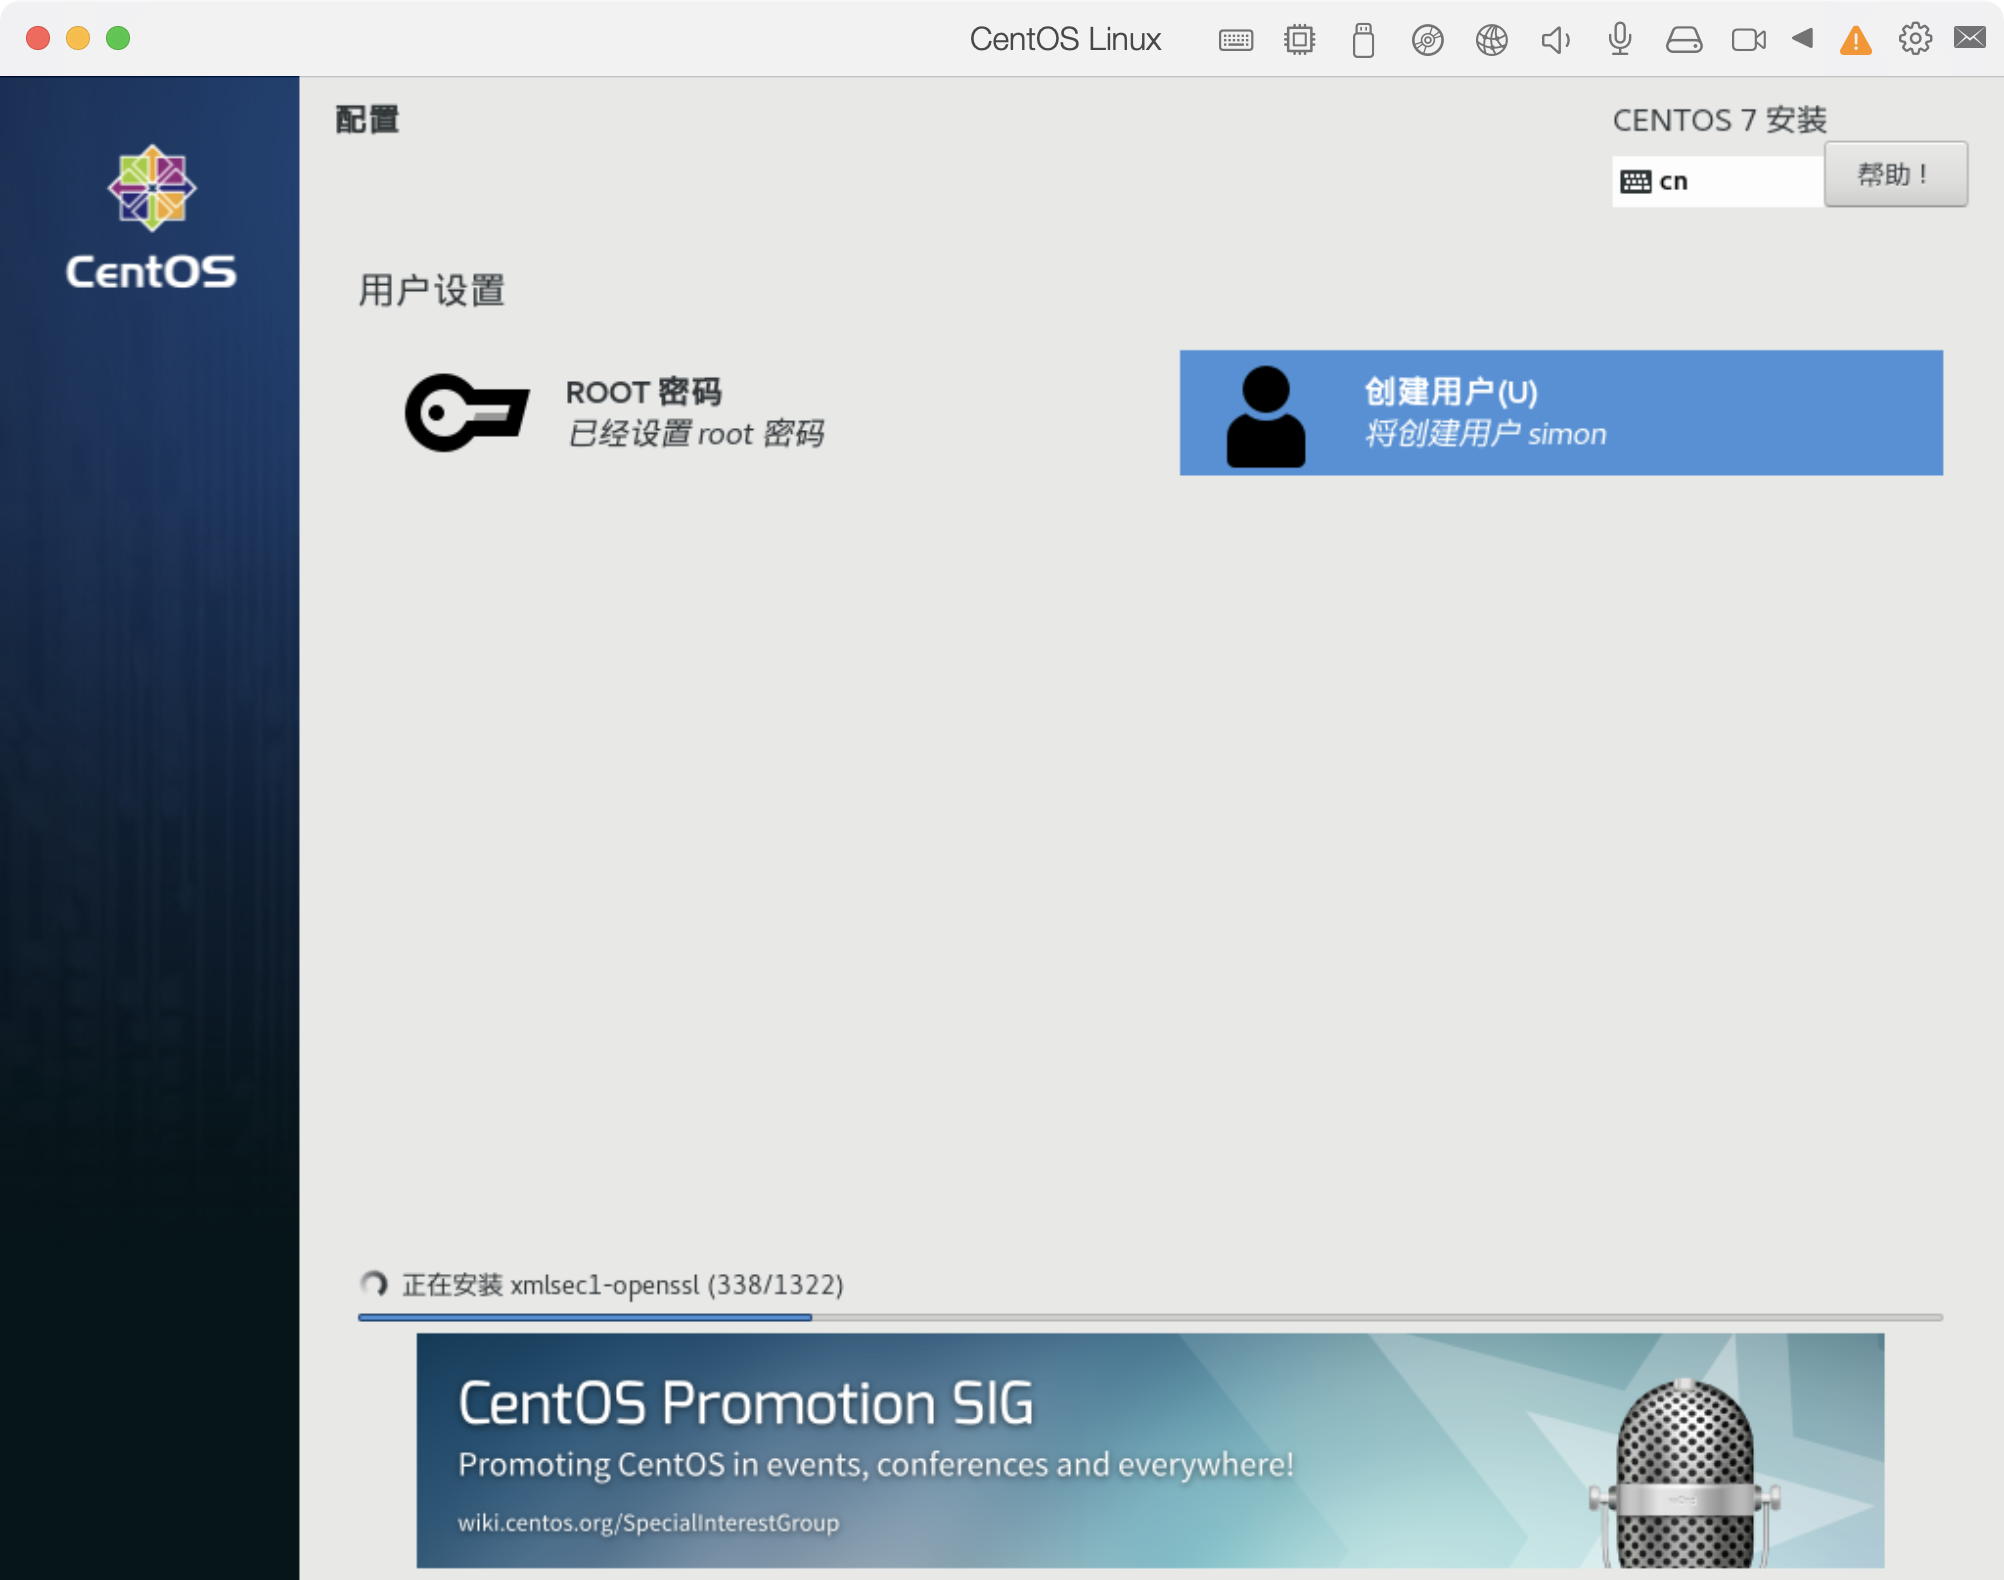 CentOS Linux
配置
CENTOS 7 安装
cn
帮助！
CentOS
用户设置
ROOT 密码
已经设置 root 密码
创建用户(U)
将创建用户 simon
正在安装 xmlsec1-openssl (338/1322)
CentOS Promotion SIG
Promoting CentOS in events, conferences and everywhere!
wiki.centos.org/SpecialInterestGroup